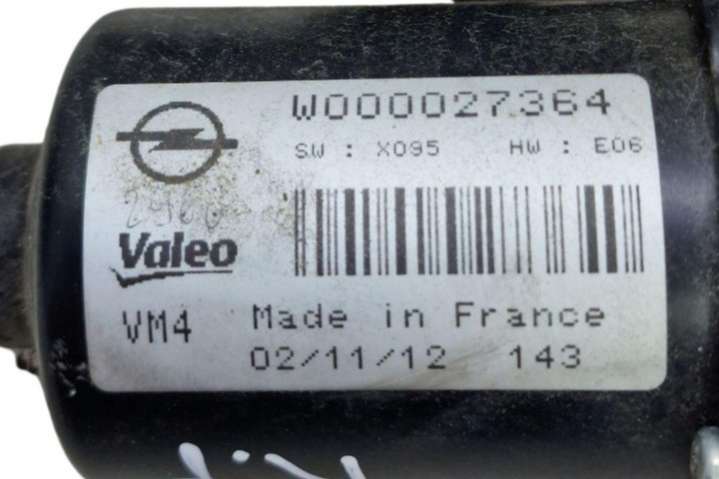 W000027364
SW : X095 HW : E06
Valeo
VM4
Made in France
02/11/12 143